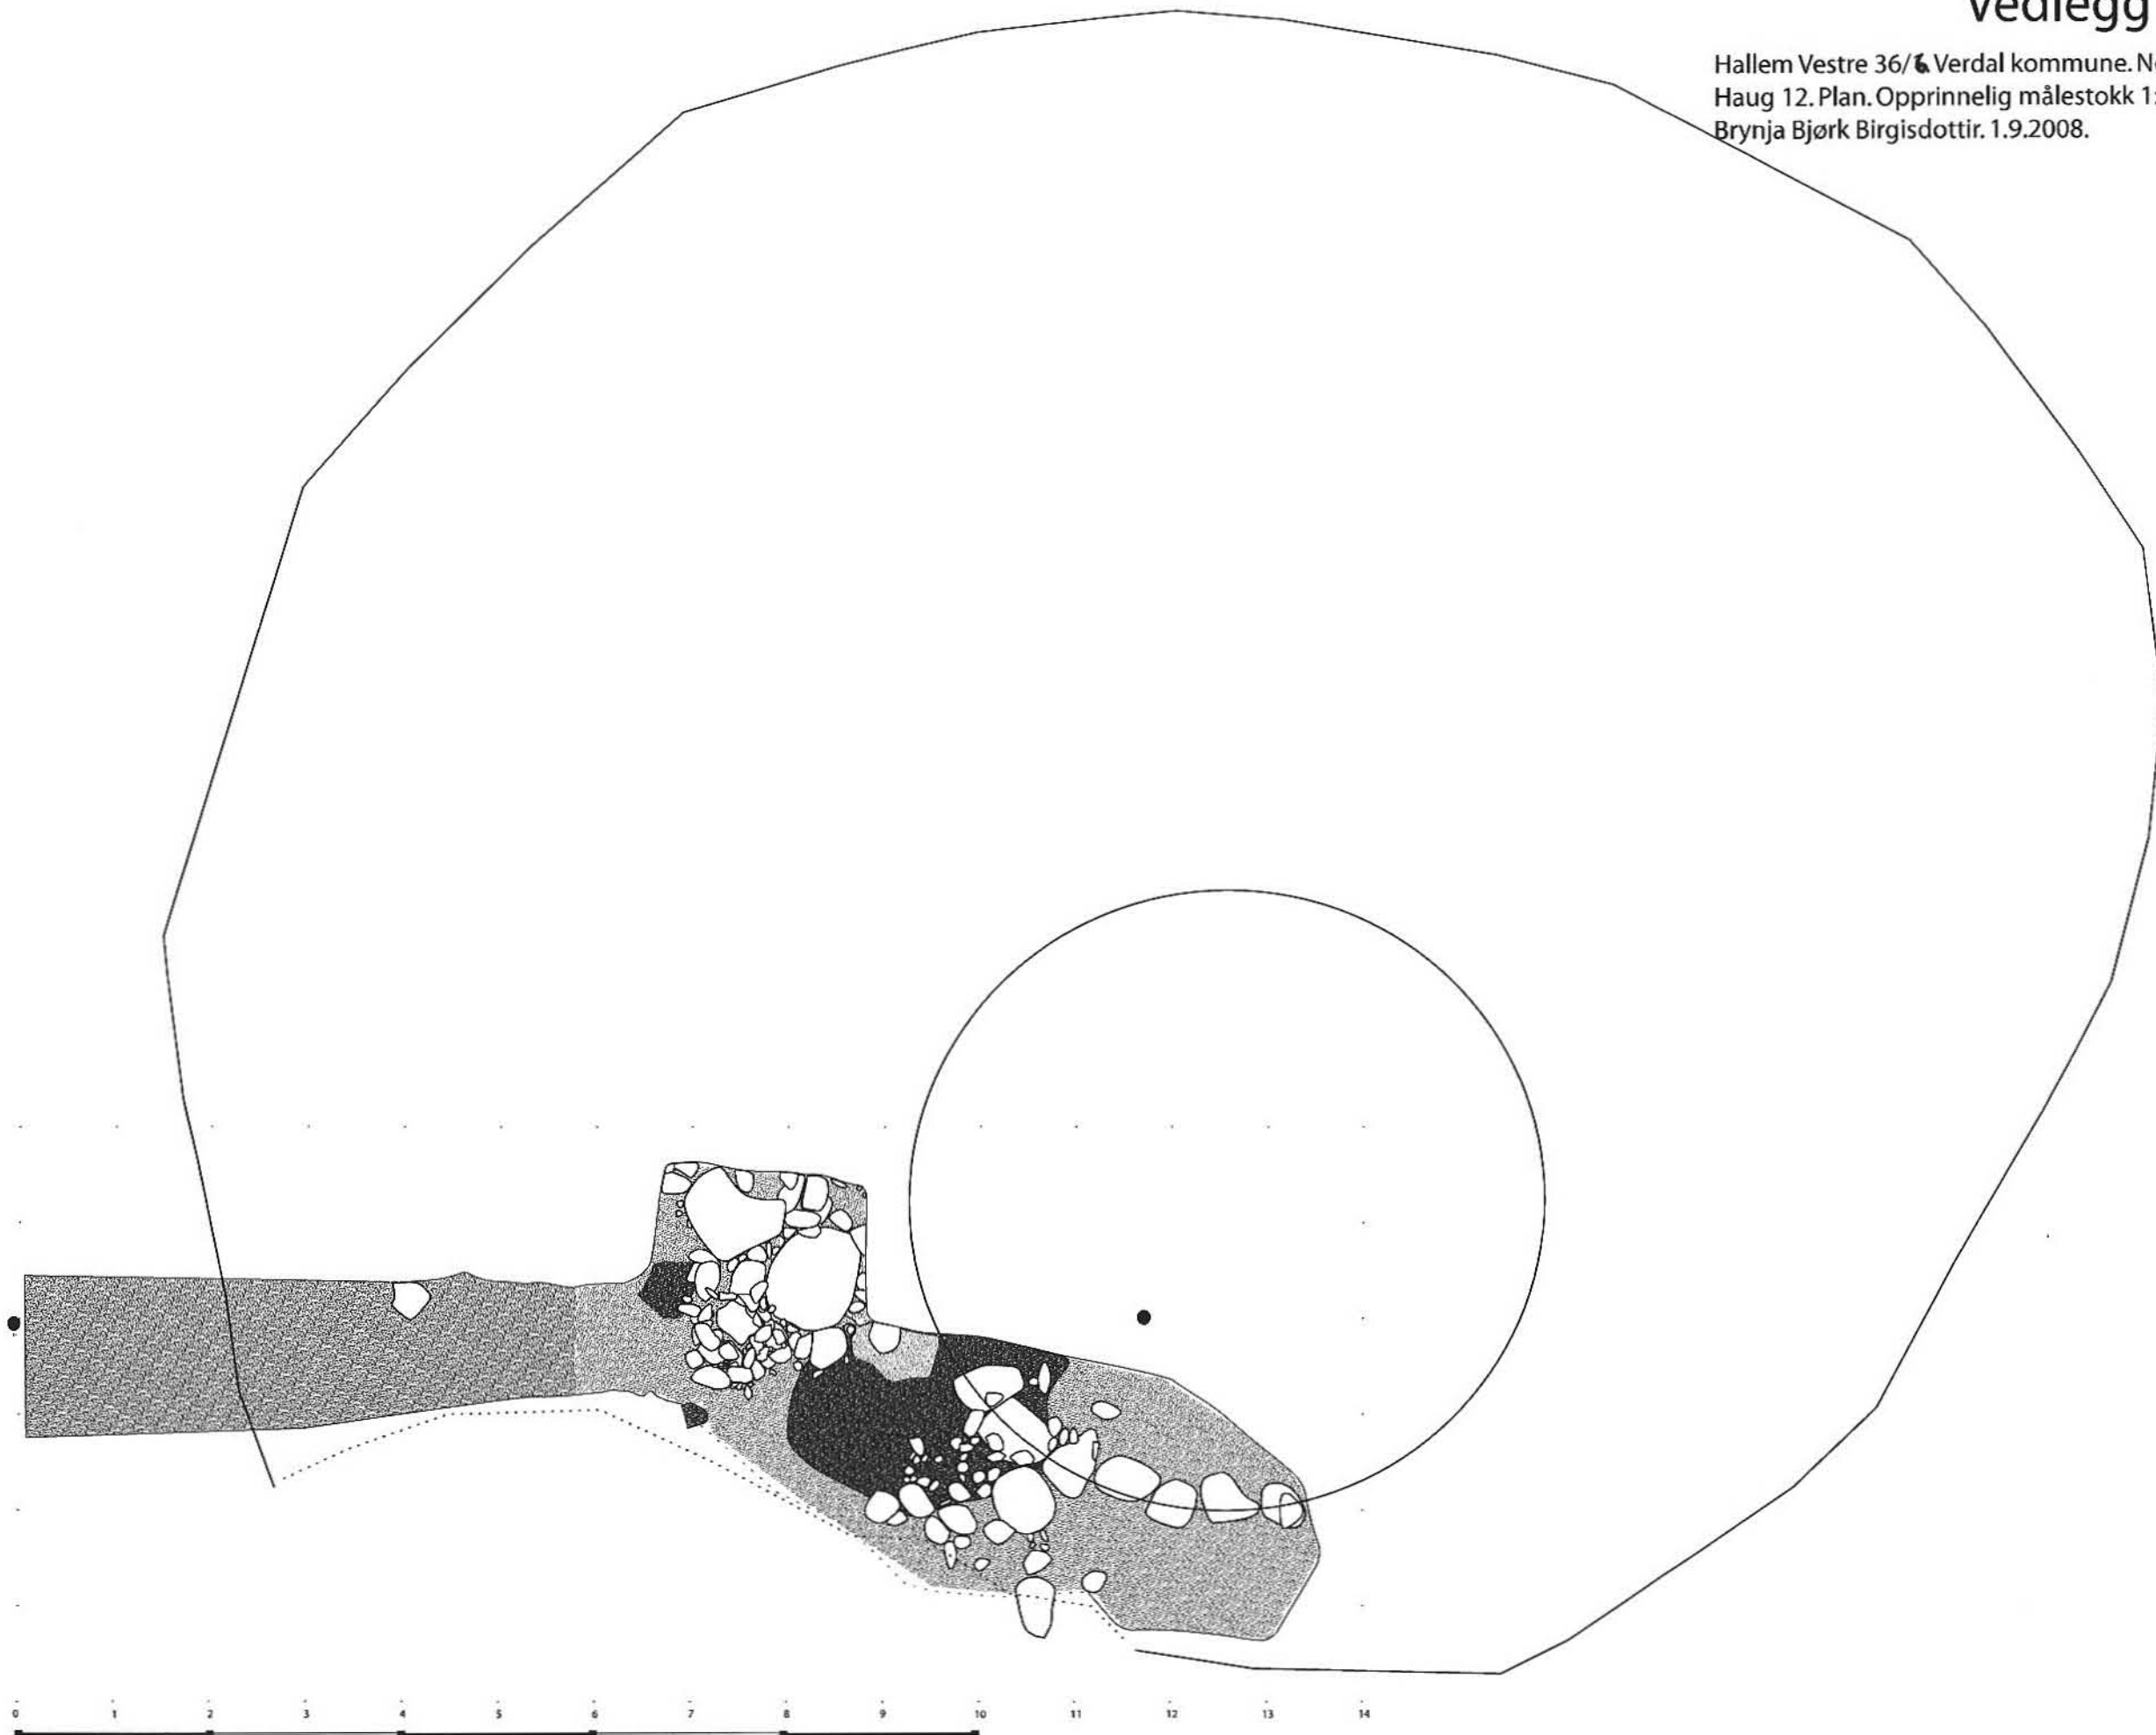 Vedlegg
Hallem Vestre 36/6 Verdal kommune.
Haug 12. Plan. Opprinnelig målestokk
Brynja Bjørk Birgisdottir. 1.9.2008.
0 1 2 3 4 5 6 7 8 9 10 11 12 13 14